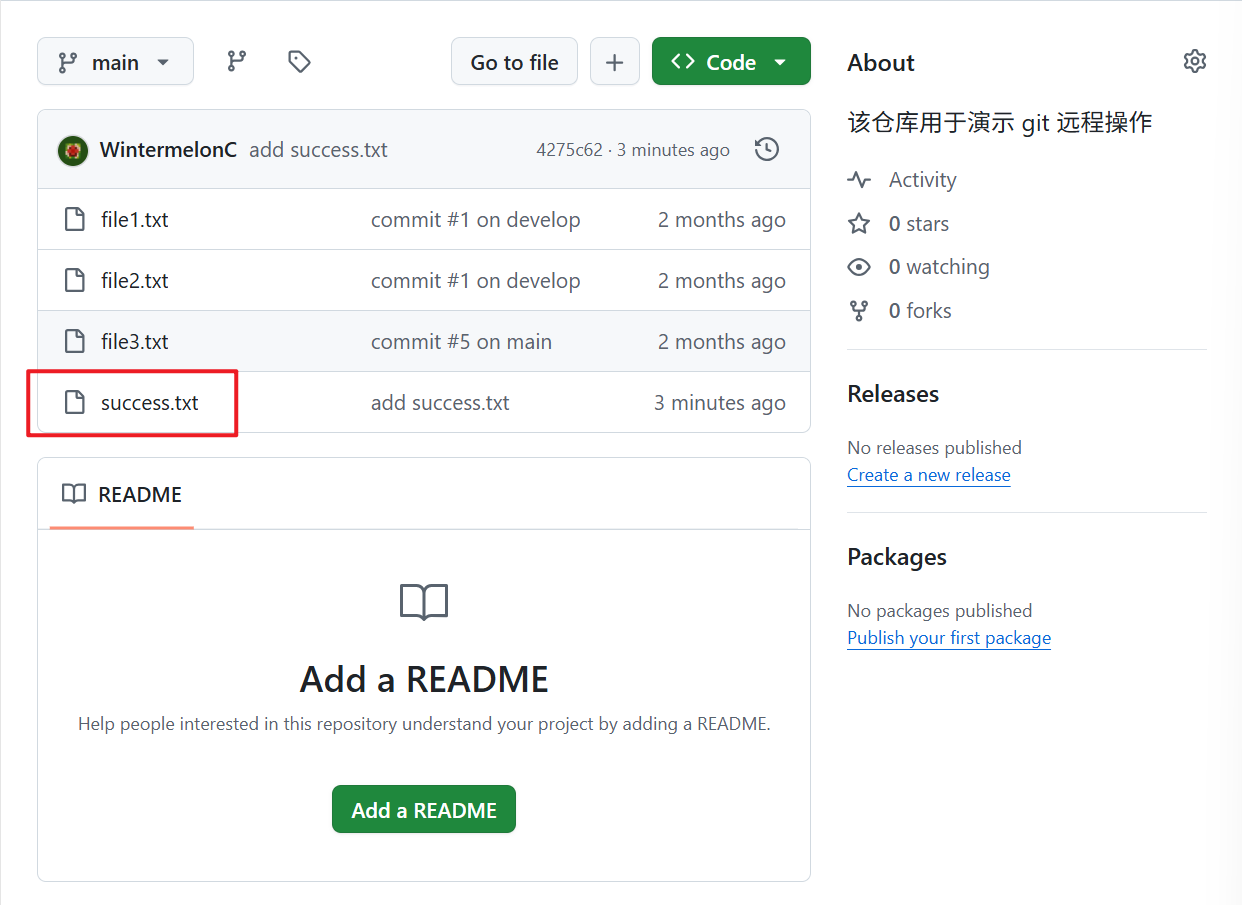 main
Go to file
Code
WintermelonC add success.txt 4275c62 · 3 minutes ago
file1.txt commit #1 on develop 2 months ago
file2.txt commit #1 on develop 2 months ago
file3.txt commit #5 on main 2 months ago
success.txt add success.txt 3 minutes ago
README
Add a README
Help people interested in this repository understand your project by adding a README.
Add a README
About
该仓库用于演示 git 远程操作
Activity
0 stars
0 watching
0 forks
Releases
No releases published
Create a new release
Packages
No packages published
Publish your first package